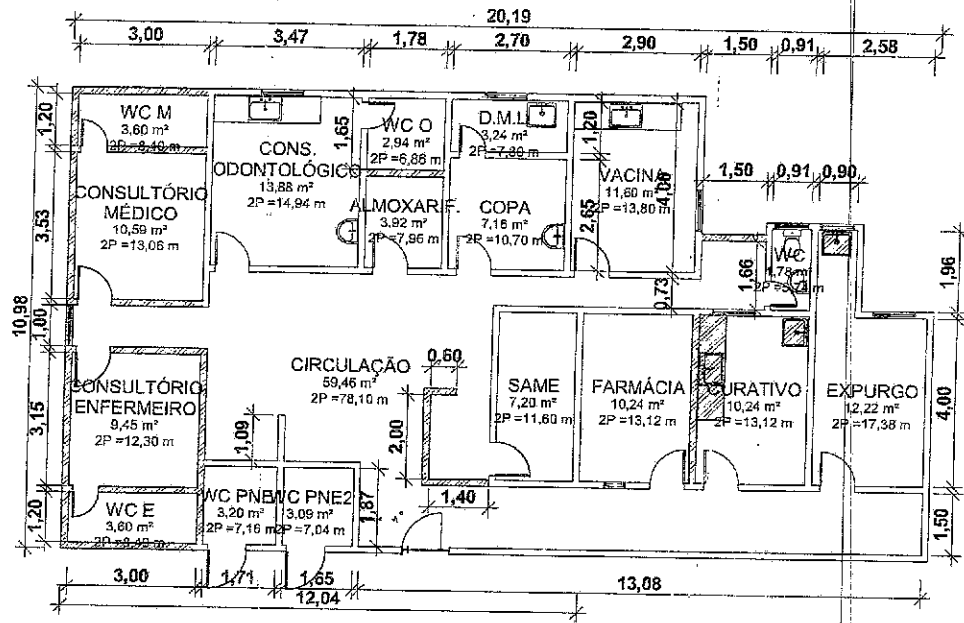 20,19
3,00
3,47
1,78
2,70
2,90
1,50
0,91
2,58
1,20
WC M
3,60 m²
2P =8,40 m
1,65
WC O
2,94 m²
2P =6,86 m
D.M.L
3,24 m²
2P =7,80 m
1,20
CONS.
ODONTOLÓGICO
13,88 m²
2P =14,94 m
VACINA
11,60 m²
2P =13,80 m
4,00
1,50
0,91
0,90
CONSULTÓRIO
MÉDICO
10,59 m²
2P =13,06 m
3,53
ALMOXARIF.
3,92 m²
2P =7,96 m
COPA
7,16 m²
2P =10,70 m
2,65
WC
1,78 m²
1,66
1,96
0,73
10,98
1,00
CIRCULAÇÃO
59,46 m²
2P =78,10 m
0,60
SAME
7,20 m²
2P =11,60 m
FARMÁCIA
10,24 m²
2P =13,12 m
CURATIVO
10,24 m²
2P =13,12 m
EXPURGO
12,22 m²
2P =17,38 m
4,00
CONSULTÓRIO
ENFERMEIRO
9,45 m²
2P =12,30 m
3,15
1,09
2,00
1,40
1,20
WC E
3,60 m²
2P =8,40 m
WC PNE
3,20 m²
2P =7,16 m
WC PNE2
3,09 m²
2P =7,04 m
1,87
1,50
3,00
1,71
1,65
13,08
12,04